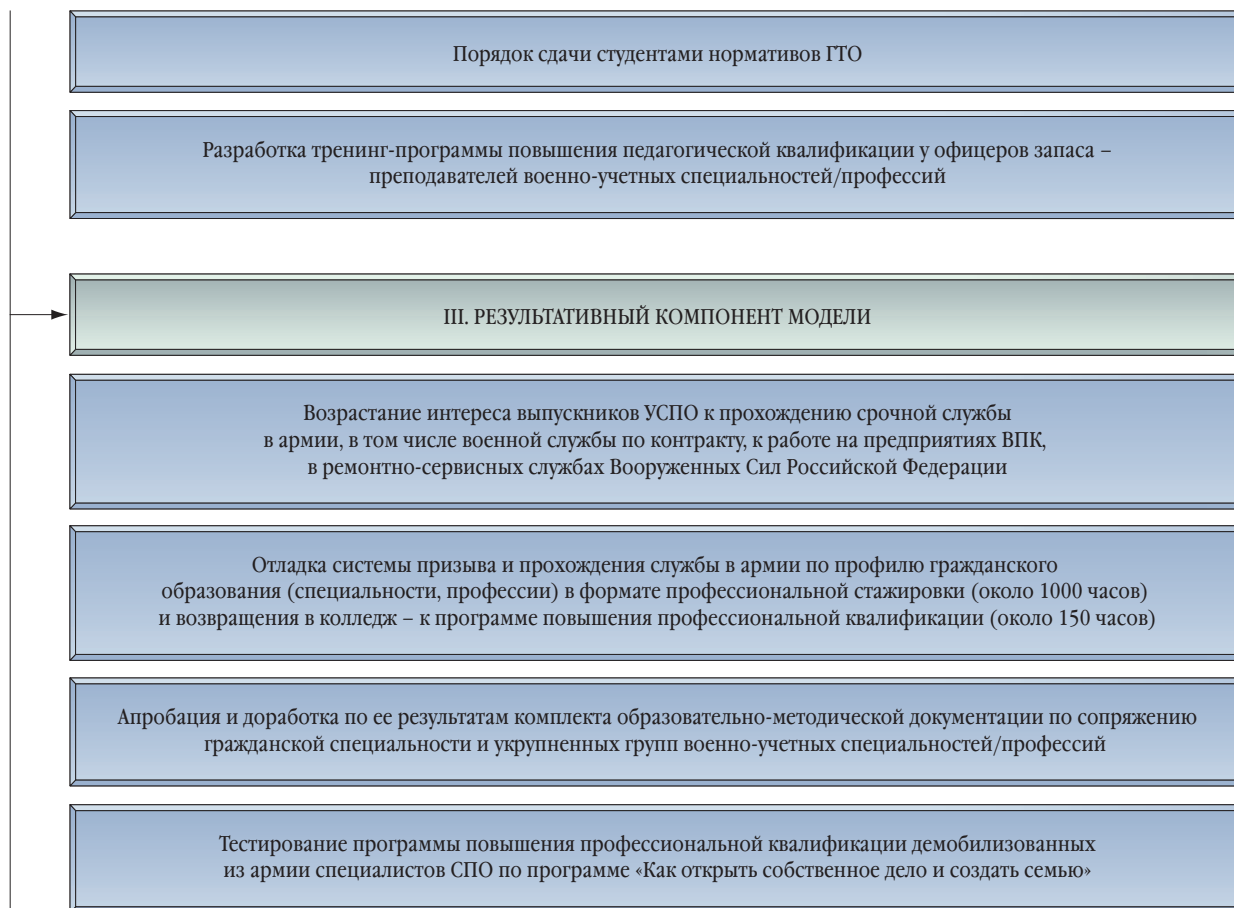 Порядок сдачи студентами нормативов ГТО
Разработка тренинг-программы повышения педагогической квалификации у офицеров запаса –
преподавателей военно-учетных специальностей/профессий
III. РЕЗУЛЬТАТИВНЫЙ КОМПОНЕНТ МОДЕЛИ
Возрастание интереса выпускников УСПО к прохождению срочной службы
в армии, в том числе военной службы по контракту, к работе на предприятиях ВПК,
в ремонтно-сервисных службах Вооруженных Сил Российской Федерации
Отладка системы призыва и прохождения службы в армии по профилю гражданского
образования (специальности, профессии) в формате профессиональной стажировки (около 1000 часов)
и возвращения в колледж – к программе повышения профессиональной квалификации (около 150 часов)
Апробация и доработка по ее результатам комплекта образовательно-методической документации по сопряжению
гражданской специальности и укрупненных групп военно-учетных специальностей/профессий
Тестирование программы повышения профессиональной квалификации демобилизованных
из армии специалистов СПО по программе «Как открыть собственное дело и создать семью»